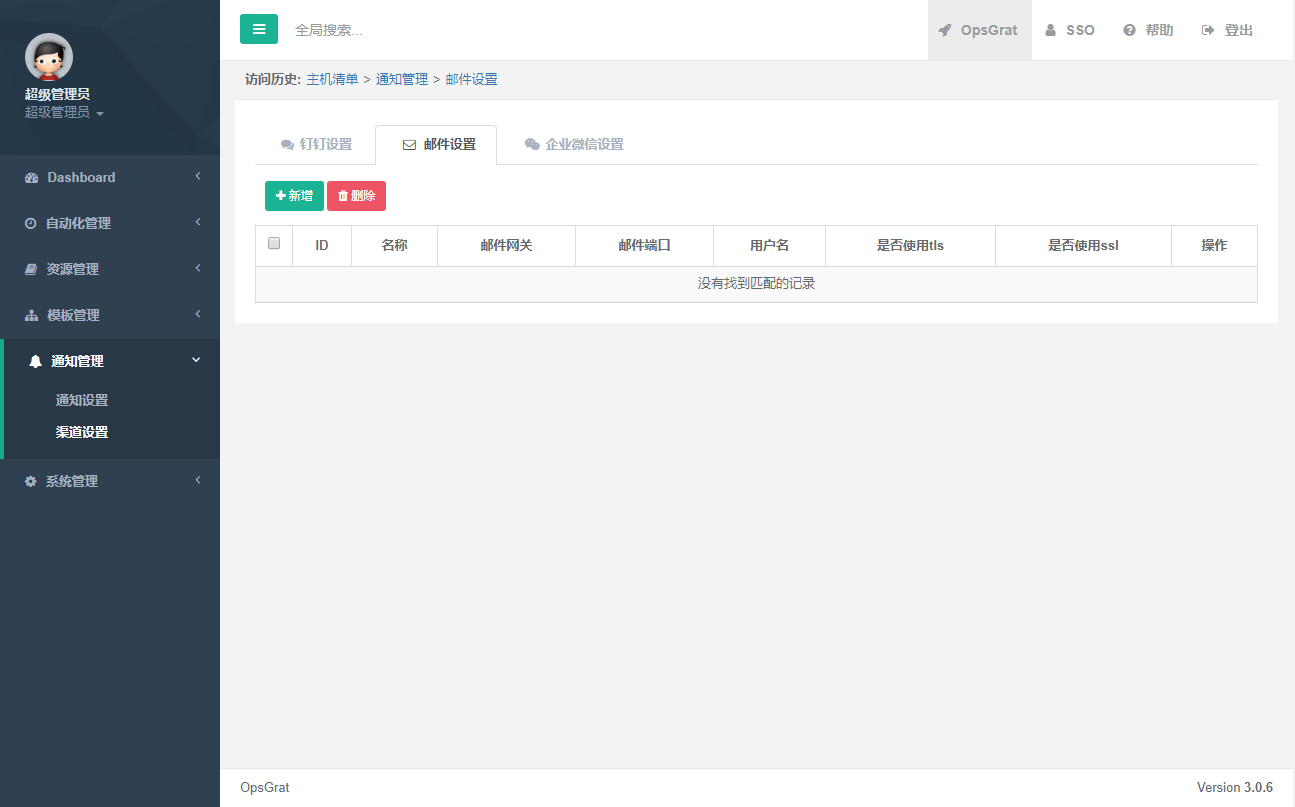 超级管理员
超级管理员
Dashboard
自动化管理
资源管理
模板管理
通知管理
通知设置
渠道设置
系统管理
全局搜索...
OpsGrat SSO 帮助 登出
访问历史: 主机清单 > 通知管理 > 邮件设置
钉钉设置 邮件设置 企业微信设置
新增 删除
ID 名称 邮件网关 邮件端口 用户名 是否使用tls 是否使用ssl 操作
没有找到匹配的记录
OpsGrat Version 3.0.6